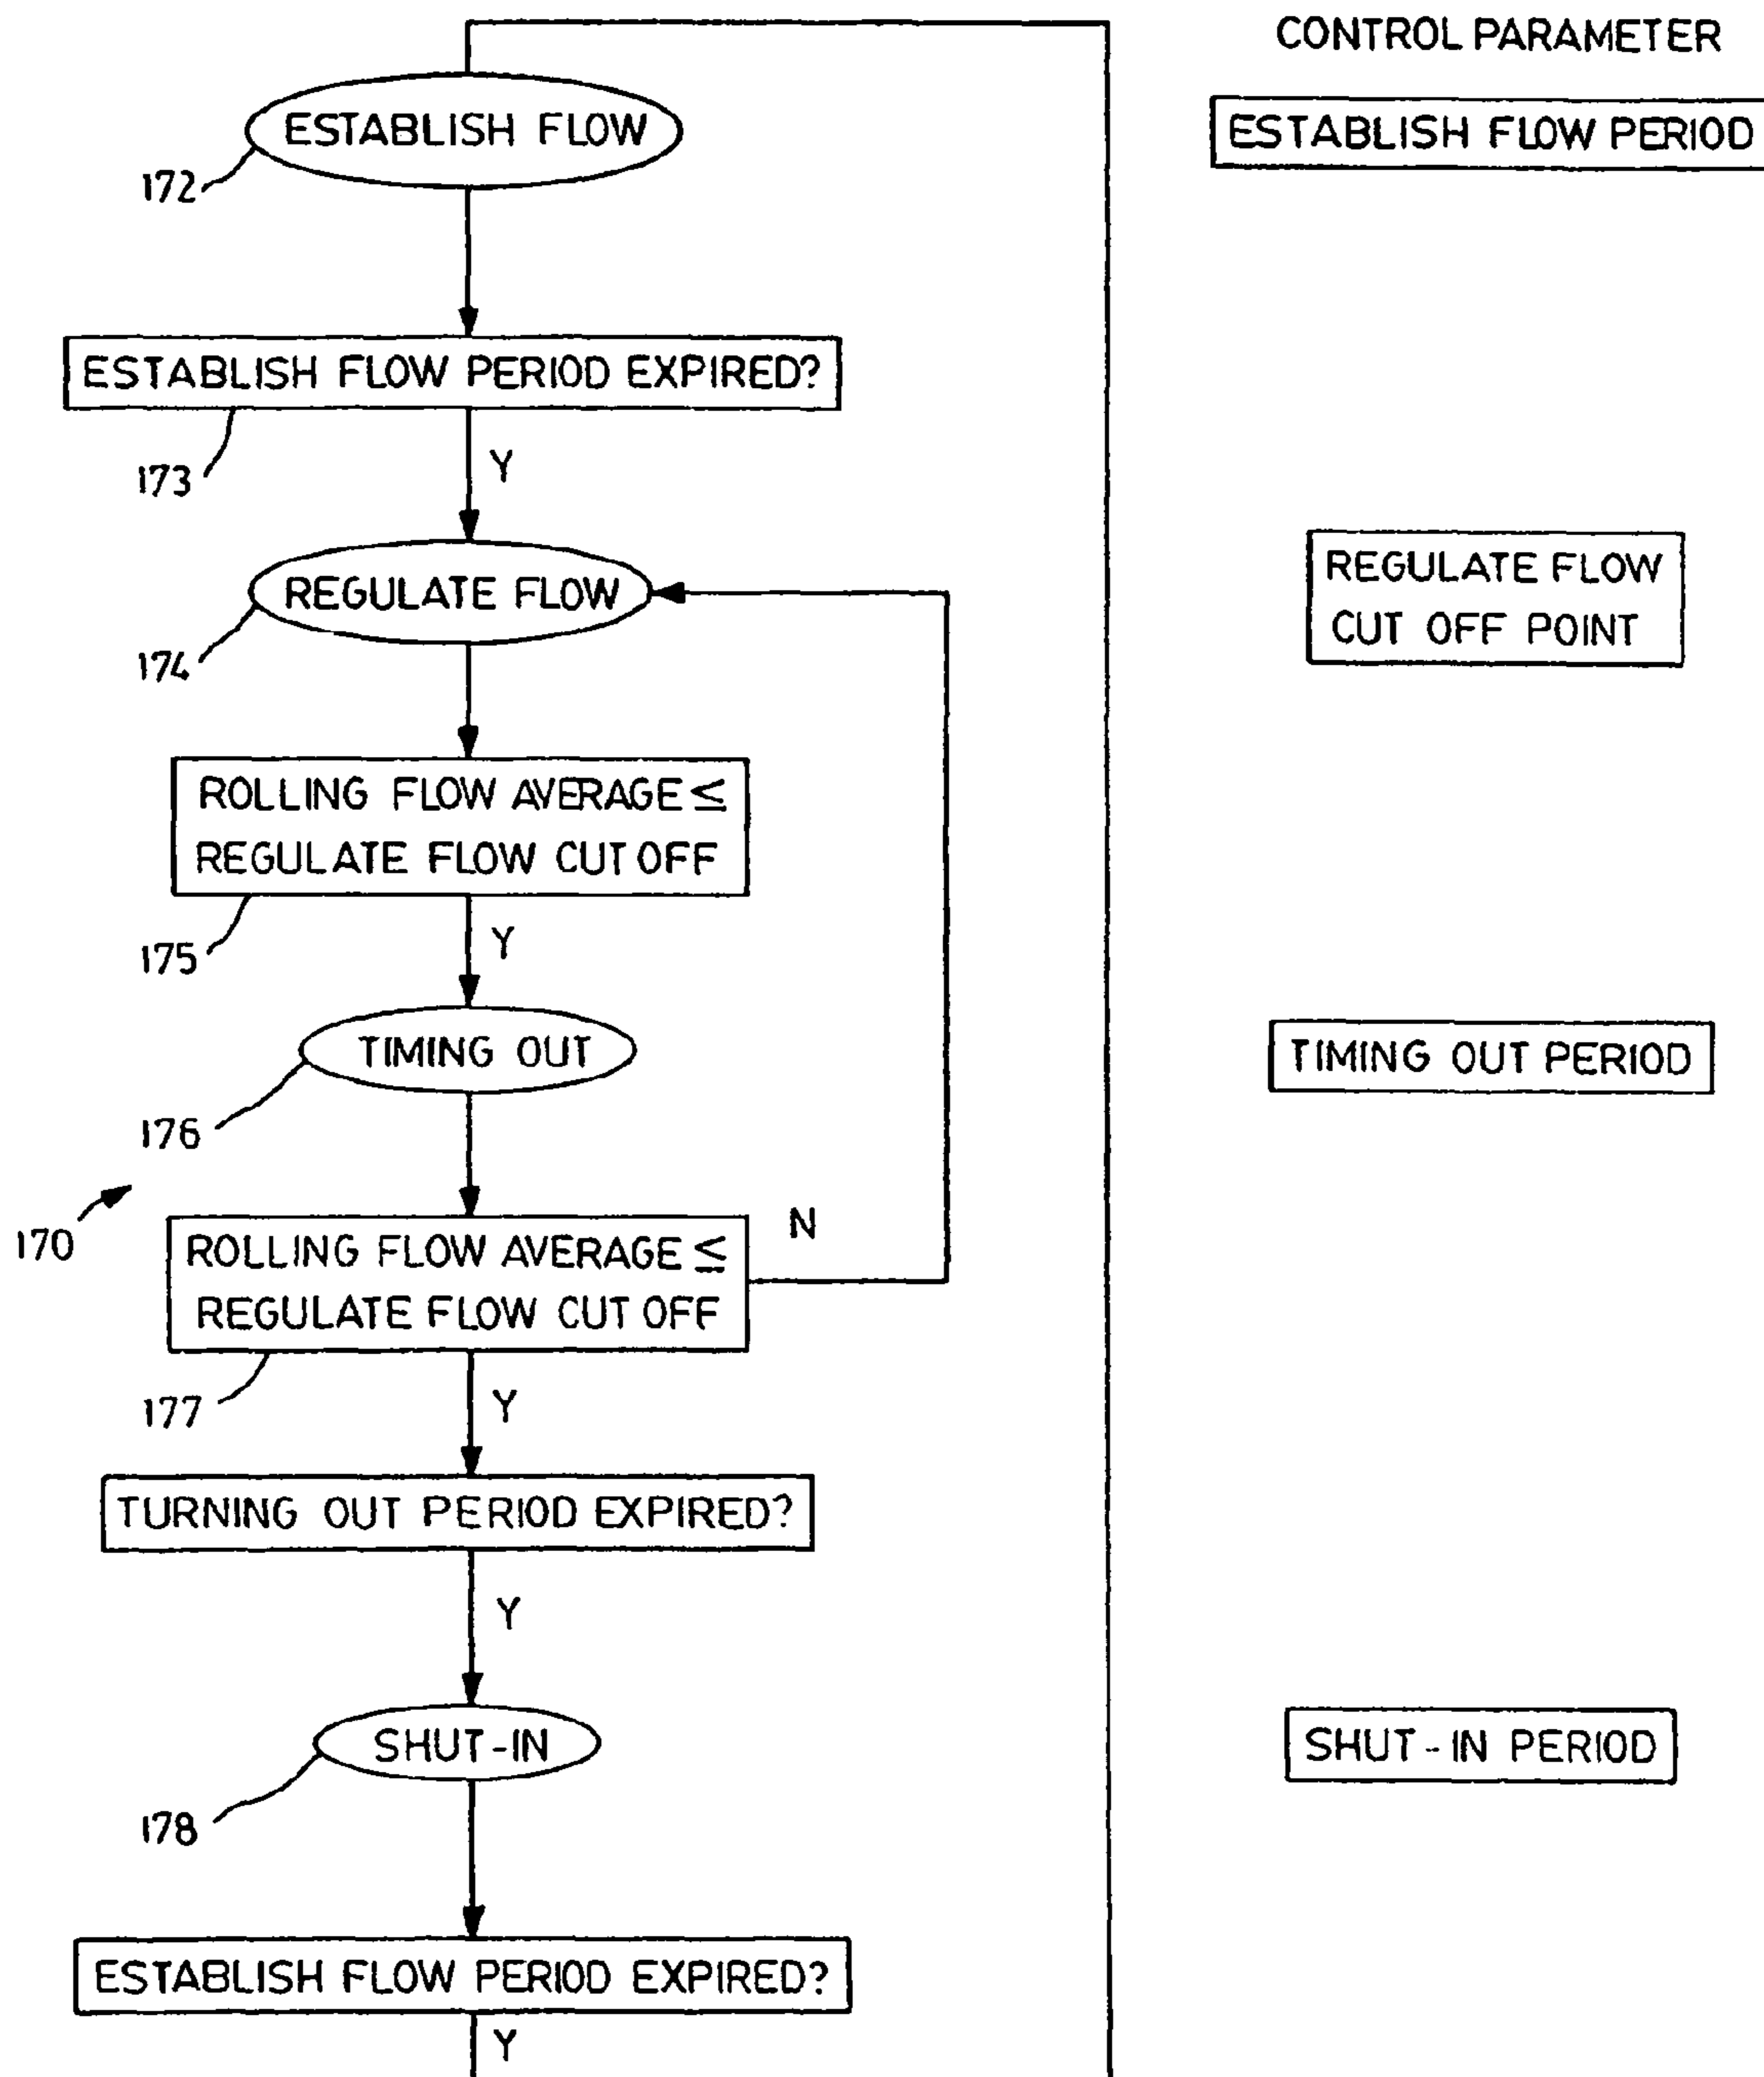 CONTROL PARAMETER
ESTABLISH FLOW
ESTABLISH FLOW PERIOD
172
ESTABLISH FLOW PERIOD EXPIRED?
173
Y
REGULATE FLOW
174
REGULATE FLOW
CUT OFF POINT
ROLLING FLOW AVERAGE ≤
REGULATE FLOW CUT OFF
175
Y
TIMING OUT
TIMING OUT PERIOD
176
170
ROLLING FLOW AVERAGE ≤
REGULATE FLOW CUT OFF
N
177
Y
TURNING OUT PERIOD EXPIRED?
Y
SHUT-IN
SHUT-IN PERIOD
178
ESTABLISH FLOW PERIOD EXPIRED?
Y